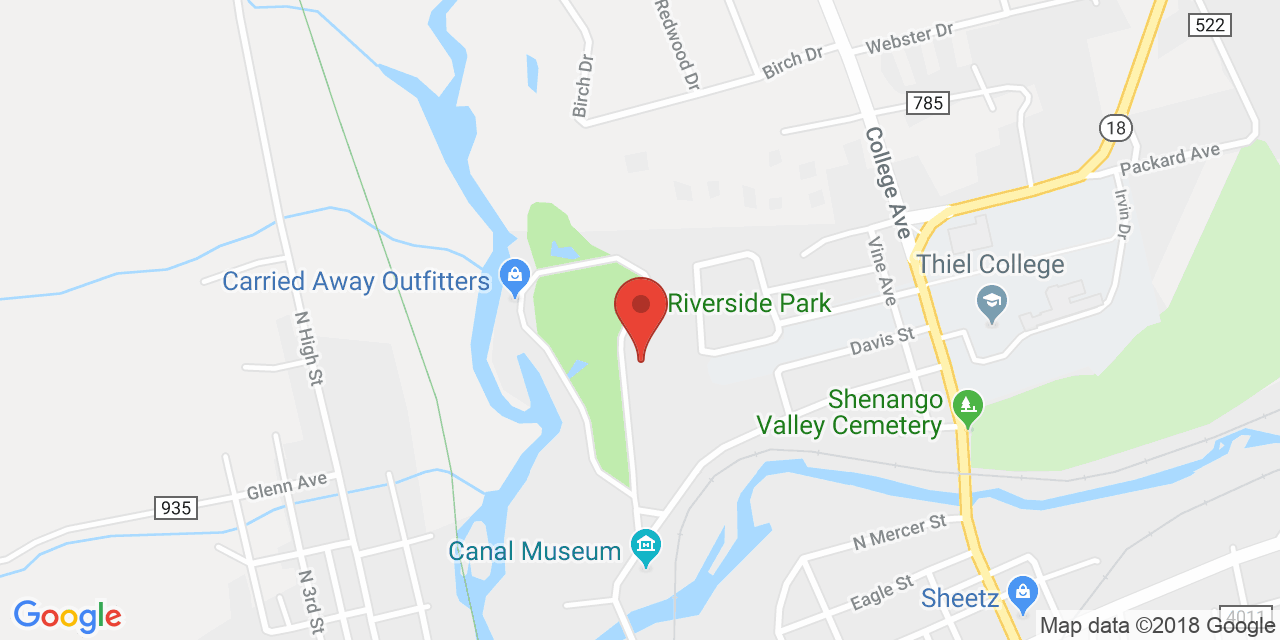 522
Redwood Dr
Webster Dr
Birch Dr
Birch Dr
785
18
College Ave
Packard Ave
Irvin Dr
Vine Ave
Thiel College
Carried Away Outfitters
Riverside Park
N High St
Davis St
Shenango
Valley Cemetery
Glenn Ave
935
N Mercer St
Canal Museum
Eagle St
N 3rd St
Sheetz
4011
Google
Map data ©2018 Google